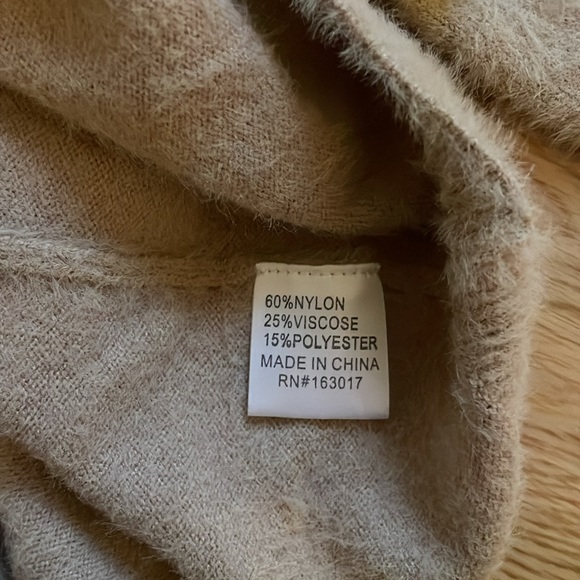 60%NYLON
25%VISCOSE
15%POLYESTER
MADE IN CHINA
RN#163017